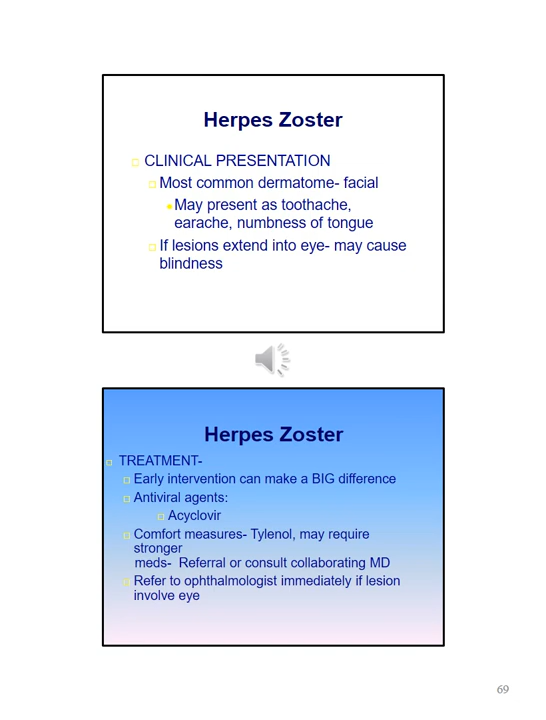 Herpes Zoster
CLINICAL PRESENTATION
Most common dermatome- facial
May present as toothache,
earache, numbness of tongue
If lesions extend into eye- may cause
blindness
Herpes Zoster
TREATMENT-
Early intervention can make a BIG difference
Antiviral agents:
Acyclovir
Comfort measures- Tylenol, may require
stronger
meds- Referral or consult collaborating MD
Refer to ophthalmologist immediately if lesion
involve eye
69